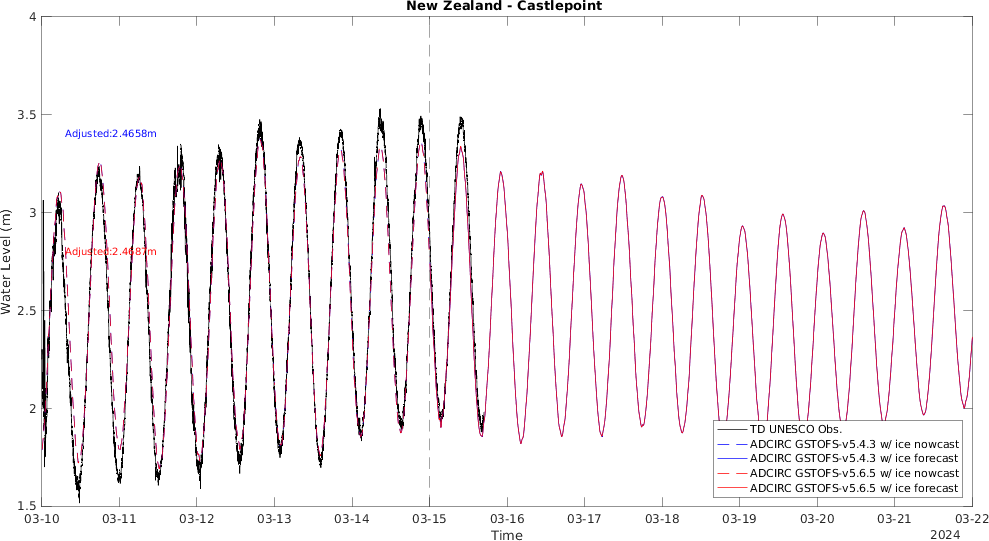 New Zealand - Castlepoint
4
3.5
3
2.5
2
1.5
Water Level (m)
Adjusted:2.4658m
Adjusted:2.4687m
TD UNESCO Obs.
ADCIRC GSTOFS-v5.4.3 w/ ice nowcast
ADCIRC GSTOFS-v5.4.3 w/ ice forecast
ADCIRC GSTOFS-v5.6.5 w/ ice nowcast
ADCIRC GSTOFS-v5.6.5 w/ ice forecast
03-10 03-11 03-12 03-13 03-14 03-15 03-16 03-17 03-18 03-19 03-20 03-21 03-22
Time
2024